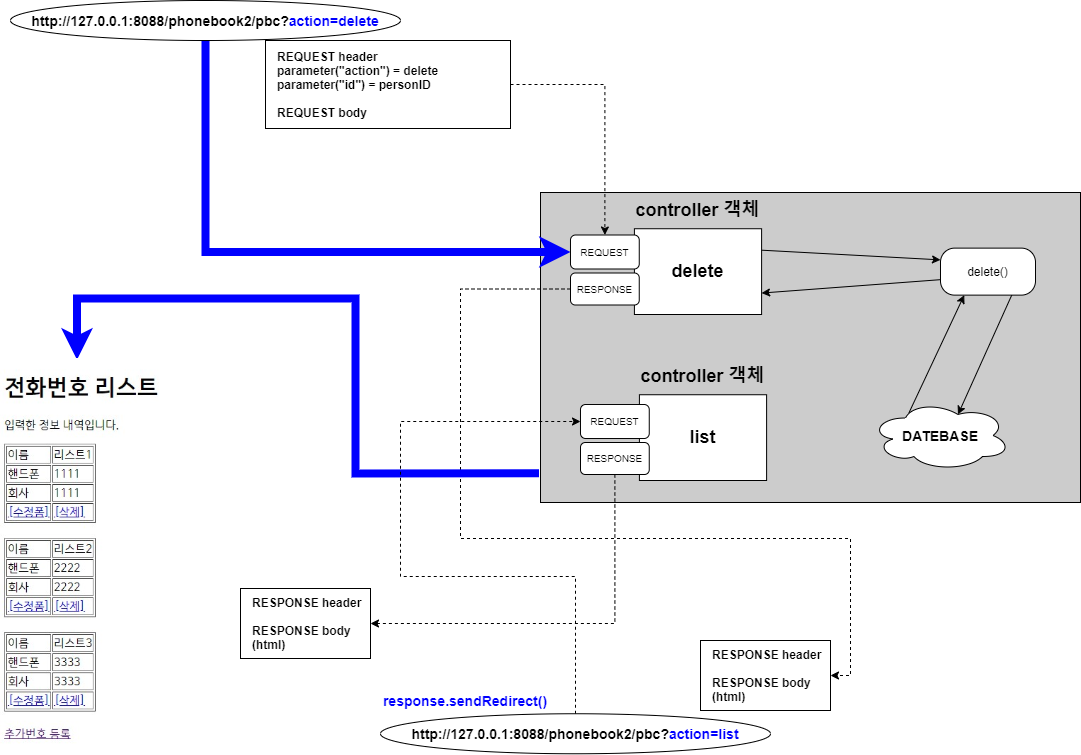 http://127.0.0.1:8088/phonebook2/pbc?action=delete
REQUEST header
parameter("action") = delete
parameter("id") = personID
REQUEST body
controller 객체
REQUEST
RESPONSE
delete
delete()
controller 객체
REQUEST
RESPONSE
list
DATEBASE
전화번호 리스트
입력한 정보 내역입니다.
이름 리스트1
핸드폰 1111
회사 1111
[수정폼] [삭제]
이름 리스트2
핸드폰 2222
회사 2222
[수정폼] [삭제]
이름 리스트3
핸드폰 3333
회사 3333
[수정폼] [삭제]
추가번호 등록
RESPONSE header
RESPONSE body
(html)
RESPONSE header
RESPONSE body
(html)
response.sendRedirect()
http://127.0.0.1:8088/phonebook2/pbc?action=list